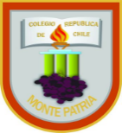 COLEGIO REPUBLICA
DE CHILE
MONTE PATRIA